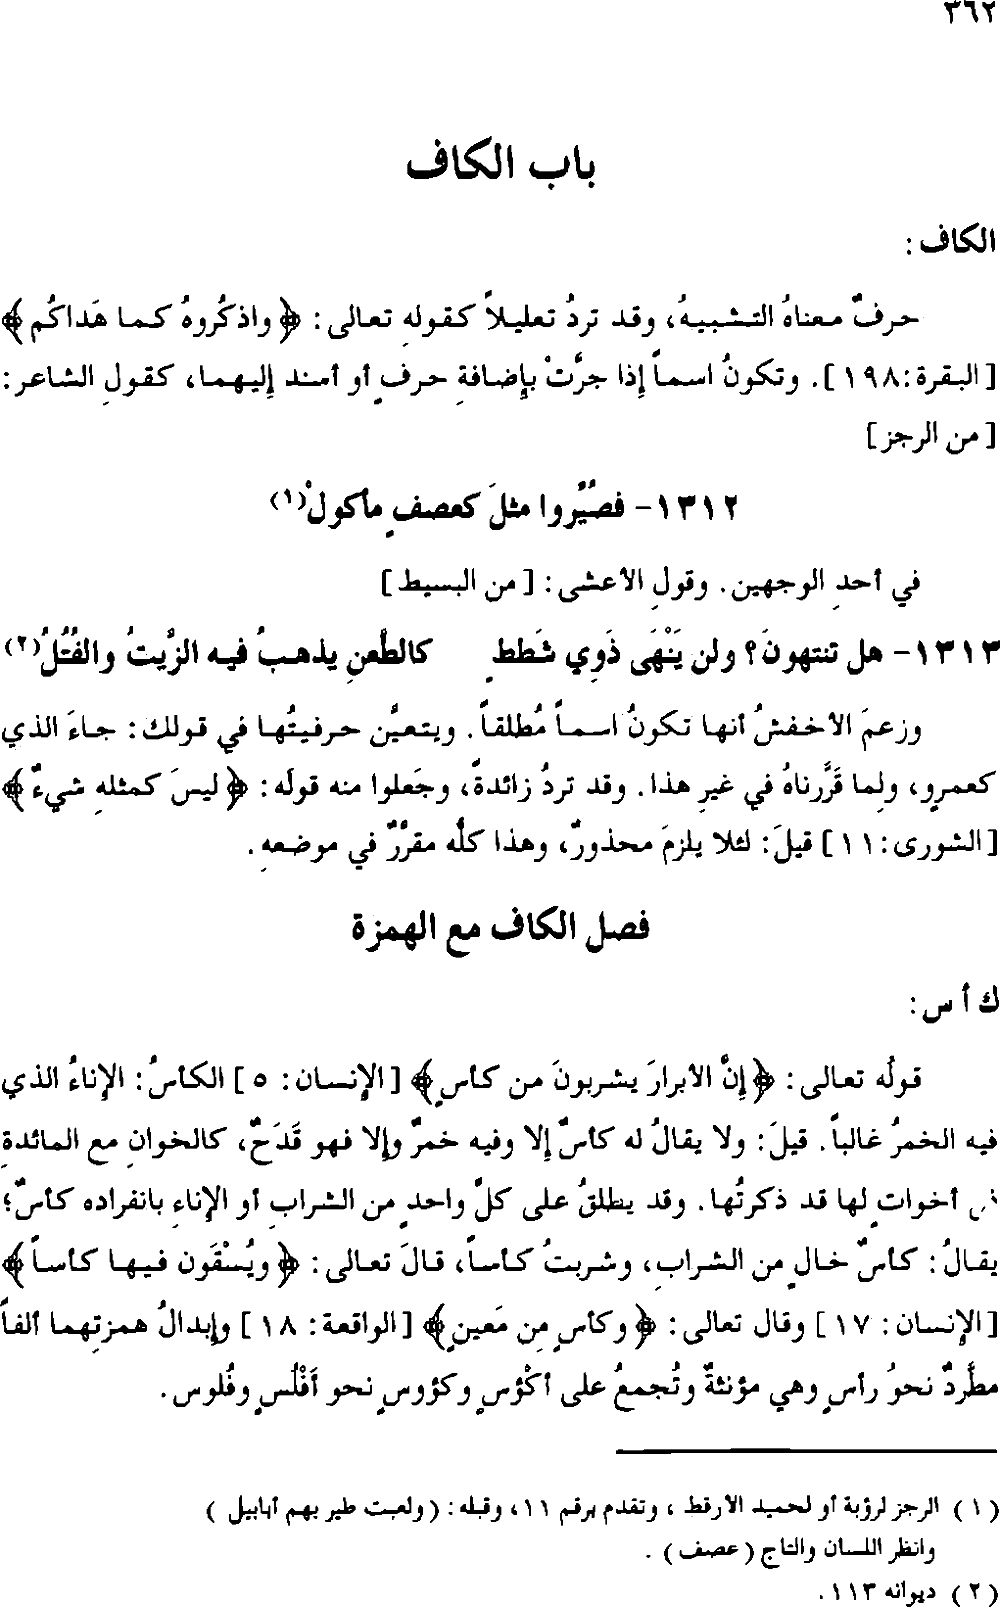 ٣٦٢
باب الكاف
الكاف :
حرفٌ معناهُ التشبيهُ، وقد تردُ تعليلاً كقولهِ تعالى : ﴿ واذكُروهُ كما هَداكُم ﴾
[ البقرة : ١٩٨ ] . وتكونُ اسماً إذا جرَّتْ بإضافةِ حرفٍ أو أسند إليهما، كقولِ الشاعر :
[ من الرجز ]
١٣١٢ - فصُيِّروا مثلَ كعصفٍ مأكولْ(١)
في أحدِ الوجهين . وقولِ الأعشى : [ من البسيط ]
١٣١٣ - هل تنتهونَ؟ ولن يَنْهَى ذَوِي شَططٍ كالطَّعنِ يذهبُ فيه الزَّيتُ والفُتُلُ(٢)
وزعمَ الأخفشُ أنها تكونُ اسماً مُطلقاً . ويتعيَّن حرفيتُها في قولك : جاءَ الذي
كعمرٍو، ولِما قَرَّرناهُ في غيرِ هذا . وقد تردُ زائدةً، وجَعلوا منه قولَه : ﴿ ليسَ كمثلهِ شيءٌ ﴾
[ الشورى : ١١ ] قيلَ : لئلا يلزمَ محذورٌ، وهذا كلُّه مقرَّرٌ في موضعهِ .
فصل الكاف مع الهمزة
ك أ س :
قولُه تعالى : ﴿ إِنَّ الأبرارَ يشربونَ من كأسٍ ﴾ [ الإنسان : ٥ ] الكأسُ : الإناءُ الذي
فيه الخمرُ غالباً . قيلَ : ولا يقالُ له كأسٌ إلا وفيه خمرٌ وإلا فهو قَدَحٌ، كالخوانِ مع المائدةِ
في أخواتٍ لها قد ذكرتُها . وقد يطلقُ على كلِّ واحدٍ من الشرابِ أو الإناءِ بانفراده كأسٌ؛
يقالُ : كأسٌ خالٍ من الشرابِ، وشربتُ كأساً، قالَ تعالى : ﴿ ويُسْقَون فيها كأساً ﴾
[ الإنسان : ١٧ ] وقال تعالى : ﴿ وكأسٍ مِن مَعينٍ ﴾ [ الواقعة : ١٨ ] وإبدالُ همزتِهما ألفاً
مطَّردٌ نحوُ رأسٍ وهي مؤنثةٌ وتُجمعُ على أكْؤسٍ وكؤوسٍ نحو أفْلُسٍ وفُلوس .
( ١ ) الرجز لرؤبة أو لحميد الأرقط ، وتقدم برقم ١١ ، وقبله : ( ولعبت طير بهم أبابيل )
وانظر اللسان والتاج ( عصف ) .
( ٢ ) ديوانه ١١٣ .